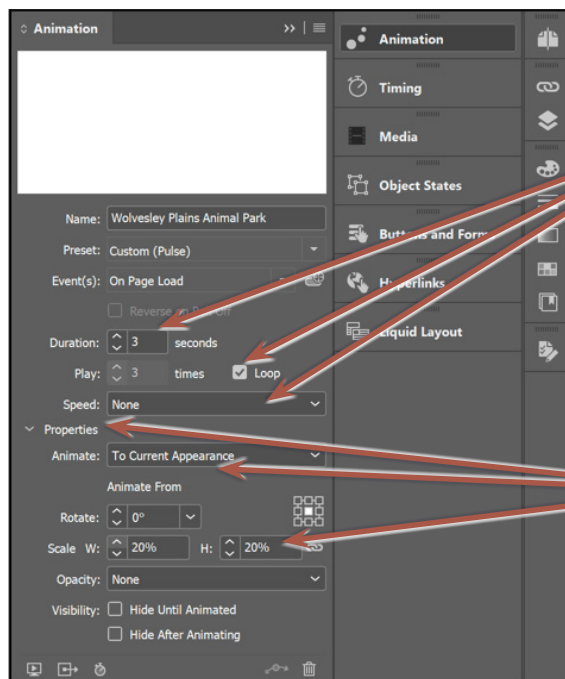 Animation
Name: Wolvesley Plains Animal Park
Preset: Custom (Pulse)
Event(s): On Page Load
Reverse on Roll Off
Duration: 3 seconds
Play: 3 times Loop
Speed: None
Properties
Animate: To Current Appearance
Animate From
Rotate: 0°
Scale W: 20% H: 20%
Opacity: None
Visibility: Hide Until Animated
Hide After Animating
Animation
Timing
Media
Object States
Buttons and Form
Hyperlinks
Liquid Layout